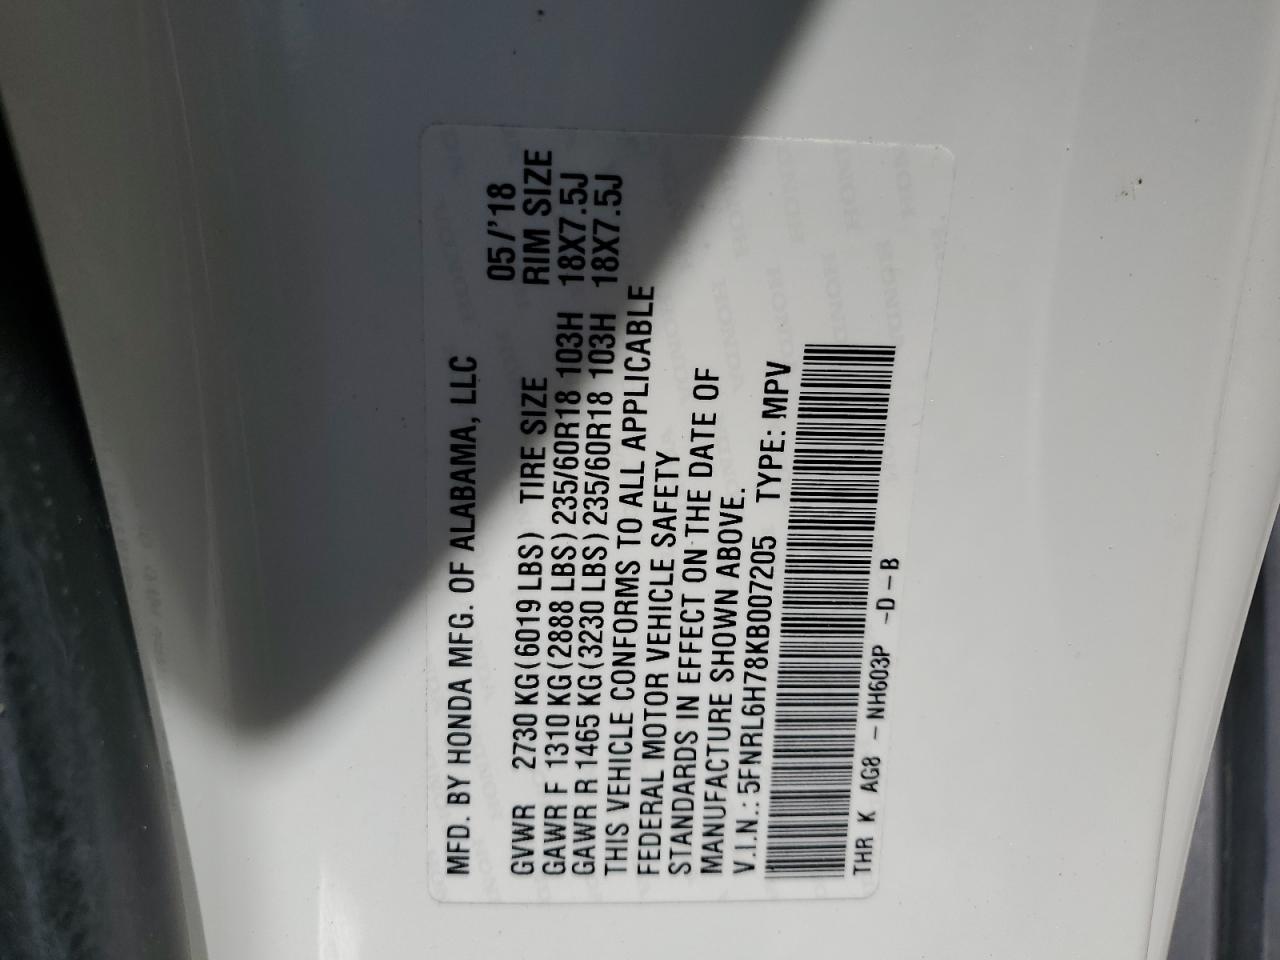 MFD. BY HONDA MFG. OF ALABAMA, LLC 05/'18
GVWR 2730 KG(6019 LBS) TIRE SIZE RIM SIZE
GAWR F 1310 KG(2888 LBS) 235/60R18 103H 18X7.5J
GAWR R 1465 KG(3230 LBS) 235/60R18 103H 18X7.5J
THIS VEHICLE CONFORMS TO ALL APPLICABLE
FEDERAL MOTOR VEHICLE SAFETY
STANDARDS IN EFFECT ON THE DATE OF
MANUFACTURE SHOWN ABOVE.
V.I.N.: 5FNRL6H78KB007205 TYPE: MPV
THR K AG8 - NH603P -D-B